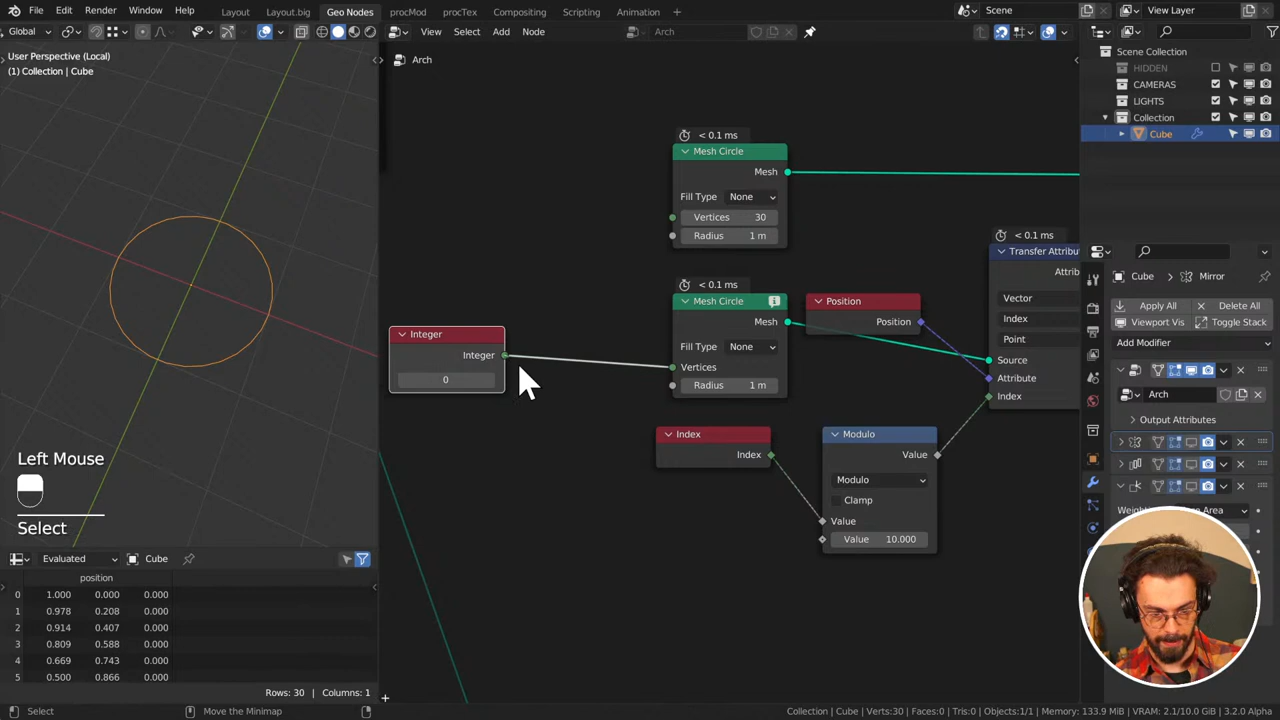 File Edit Render Window Help Layout Layout.big Geo Nodes procMod procTex Compositing Scripting Animation + Scene View Layer
Global View Select Add Node Arch
User Perspective (Local)
(1) Collection | Cube
Arch
Scene Collection
HIDDEN
CAMERAS
LIGHTS
Collection
Cube
< 0.1 ms
Mesh Circle
Mesh
Fill Type None
Vertices 30
Radius 1 m
< 0.1 ms
Mesh Circle
Mesh
Fill Type None
Vertices
Radius 1 m
Position
Position
< 0.1 ms
Transfer Attribu
Attrib
Vector
Index
Point
Source
Attribute
Index
Integer
Integer
0
Index
Index
Modulo
Value
Modulo
Clamp
Value
Value 10.000
Cube Mirror
Apply All Delete All
Viewport Vis Toggle Stack
Add Modifier
Arch
Output Attributes
Left Mouse
Select
Evaluated Cube
position
0 1.000 0.000 0.000
1 0.978 0.208 0.000
2 0.914 0.407 0.000
3 0.809 0.588 0.000
4 0.669 0.743 0.000
5 0.500 0.866 0.000
Rows: 30 | Columns: 1
Select Move the Minimap Collection | Cube | Verts:30 | Faces:0 | Tris:0 | Objects:1/1 | Memory: 133.9 MiB | VRAM: 2.1/10.0 GiB | 3.2.0 Alpha